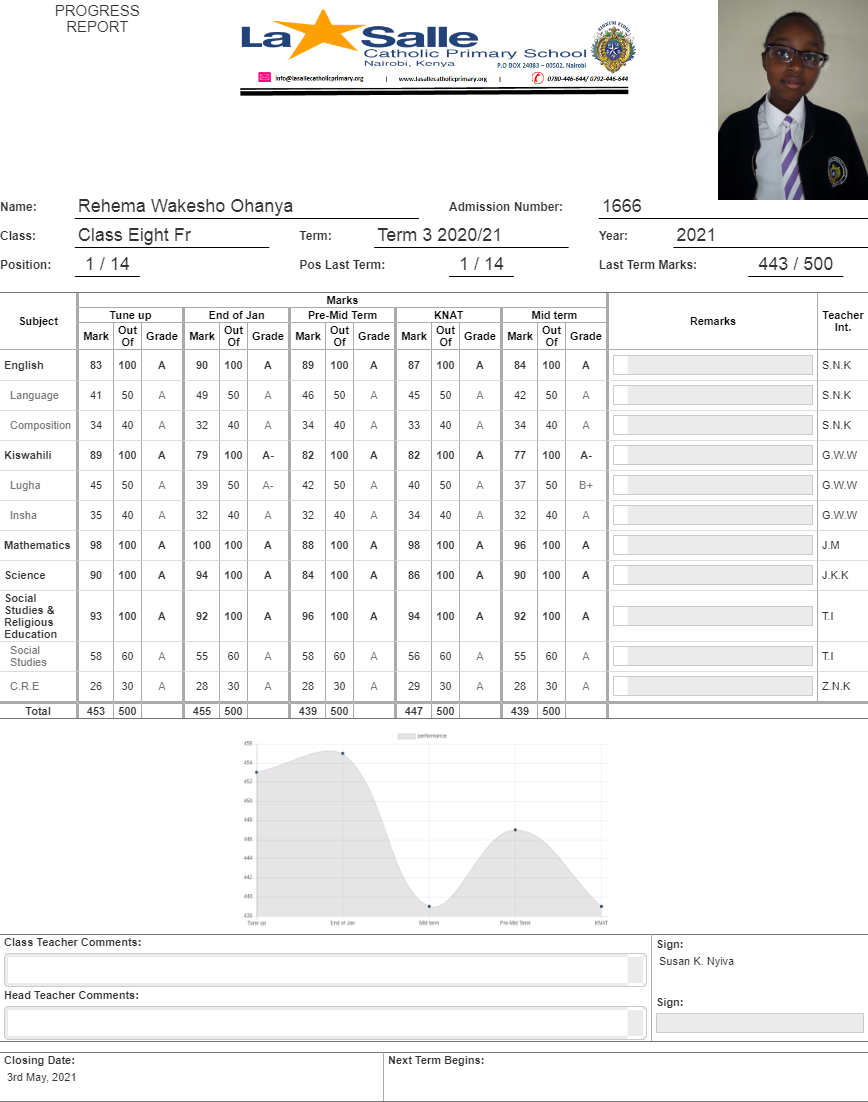 PROGRESS
REPORT
La Salle
Catholic Primary School
Nairobi, Kenya
P.O BOX 24083 – 00502, Nairobi
info@lasallecatholicprimary.org | www.lasallecatholicprimary.org | 0780-446-644/ 0792-446-644
Name: Rehema Wakesho Ohanya Admission Number: 1666
Class: Class Eight Fr Term: Term 3 2020/21 Year: 2021
Position: 1 / 14 Pos Last Term: 1 / 14 Last Term Marks: 443 / 500
Subject Marks Remarks Teacher Int.
Tune up End of Jan Pre-Mid Term KNAT Mid term
Mark Out Of Grade Mark Out Of Grade Mark Out Of Grade Mark Out Of Grade Mark Out Of Grade
English 83 100 A 90 100 A 89 100 A 87 100 A 84 100 A S.N.K
Language 41 50 A 49 50 A 46 50 A 45 50 A 42 50 A S.N.K
Composition 34 40 A 32 40 A 34 40 A 33 40 A 34 40 A S.N.K
Kiswahili 89 100 A 79 100 A- 82 100 A 82 100 A 77 100 A- G.W.W
Lugha 45 50 A 39 50 A- 42 50 A 40 50 A 37 50 B+ G.W.W
Insha 35 40 A 32 40 A 32 40 A 34 40 A 32 40 A G.W.W
Mathematics 98 100 A 100 100 A 88 100 A 98 100 A 96 100 A J.M
Science 90 100 A 94 100 A 84 100 A 86 100 A 90 100 A J.K.K
Social Studies & Religious Education 93 100 A 92 100 A 96 100 A 94 100 A 92 100 A T.I
Social Studies 58 60 A 55 60 A 58 60 A 56 60 A 55 60 A T.I
C.R.E 26 30 A 28 30 A 28 30 A 29 30 A 28 30 A Z.N.K
Total 453 500 455 500 439 500 447 500 439 500
performance
456
454
452
450
448
446
444
442
440
438
Tune up End of Jan Mid term Pre-Mid Term KNAT
Class Teacher Comments: Sign:
Susan K. Nyiva
Head Teacher Comments: Sign:
Closing Date: Next Term Begins:
3rd May, 2021